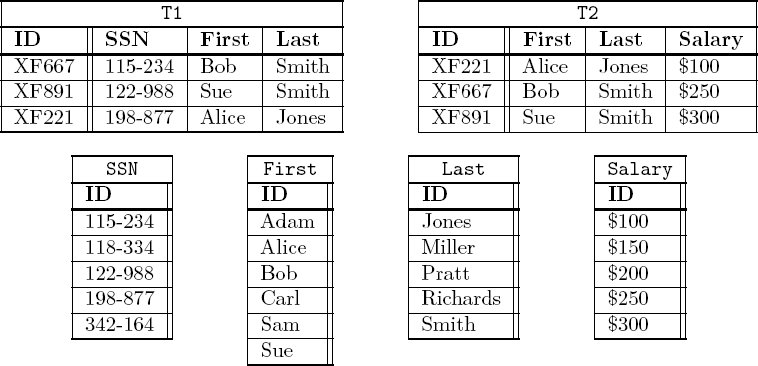 T1
ID SSN First Last
XF667 115-234 Bob Smith
XF891 122-988 Sue Smith
XF221 198-877 Alice Jones
T2
ID First Last Salary
XF221 Alice Jones $100
XF667 Bob Smith $250
XF891 Sue Smith $300
SSN
ID
115-234
118-334
122-988
198-877
342-164
First
ID
Adam
Alice
Bob
Carl
Sam
Sue
Last
ID
Jones
Miller
Pratt
Richards
Smith
Salary
ID
$100
$150
$200
$250
$300